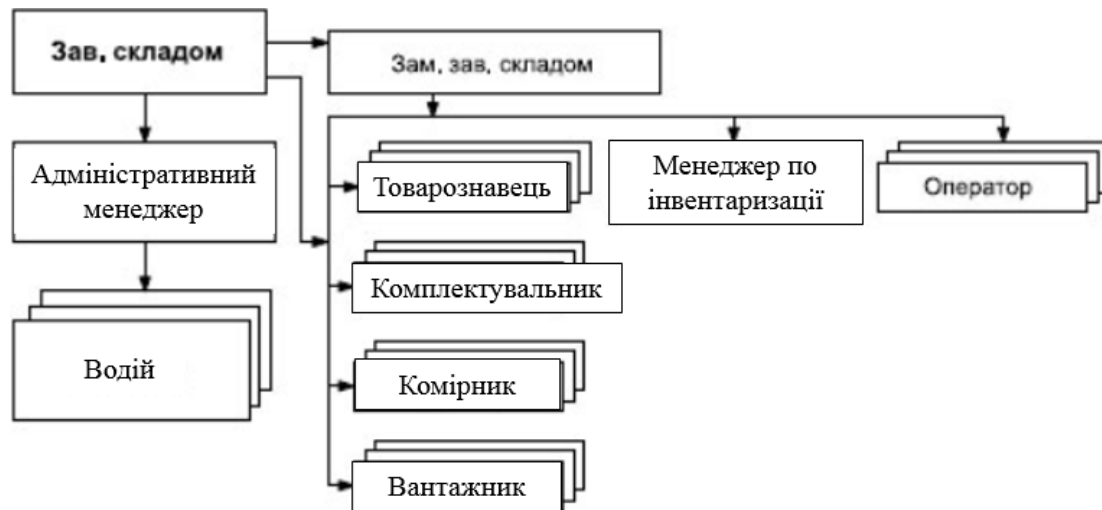 Зав, складом
Зам, зав, складом
Адміністративний
менеджер
Товарознавець
Менеджер по
інвентаризації
Оператор
Комплектувальник
Водій
Комірник
Вантажник